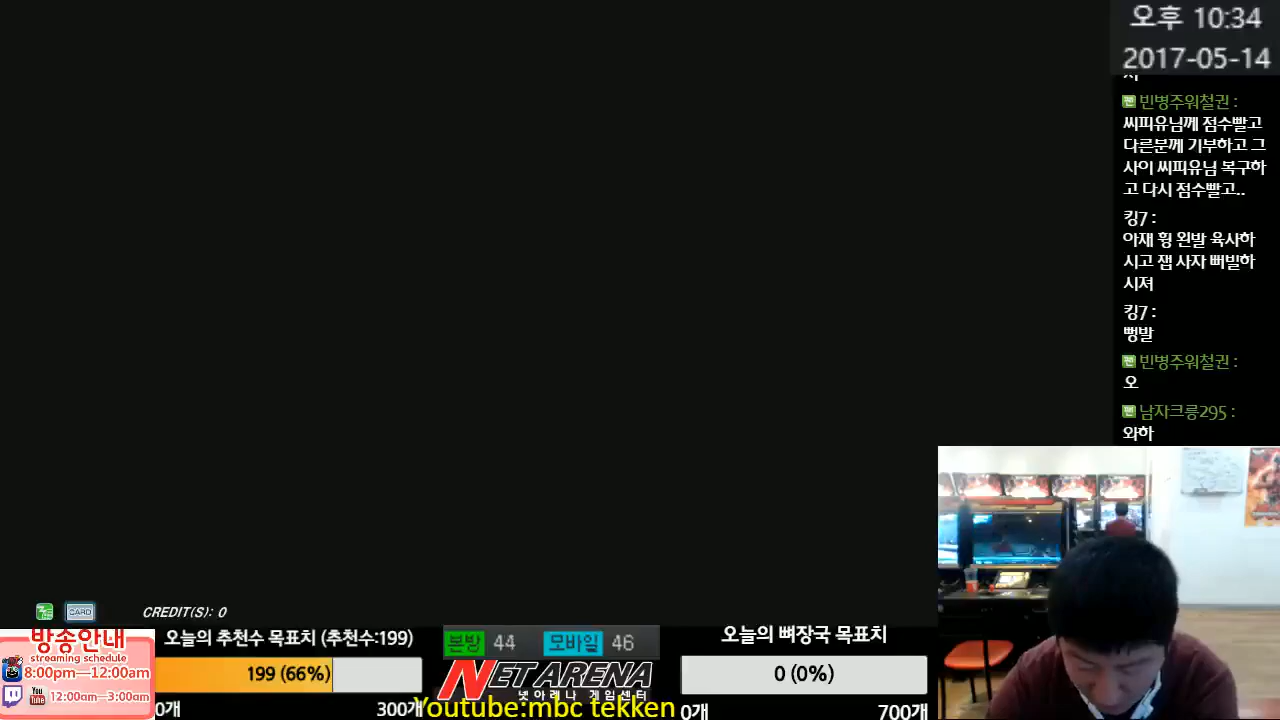 오후 10:34
2017-05-14
빈병주워철권 :
씨피유님께 점수빨고
다른분께 기부하고 그
사이 씨피유님 복구하
고 다시 점수빨고..
킹7 :
아재 횡 왼발 육사하
시고 잽 사자 뻐빌하
시져
킹7 :
뻥발
빈병주워철권 :
오
남자크릉295 :
와하
CARD
CREDIT(S): 0
방송안내
streaming schedule
8:00pm—12:00am
You Tube
12:00am—3:00am
오늘의 추천수 목표치 (추천수:199)
199 (66%)
0개
300개
본방 44
모바일 46
NET ARENA
넷아레나 게임센터
Youtube:mbc tekken
오늘의 뼈장국 목표치
0 (0%)
0개
700개